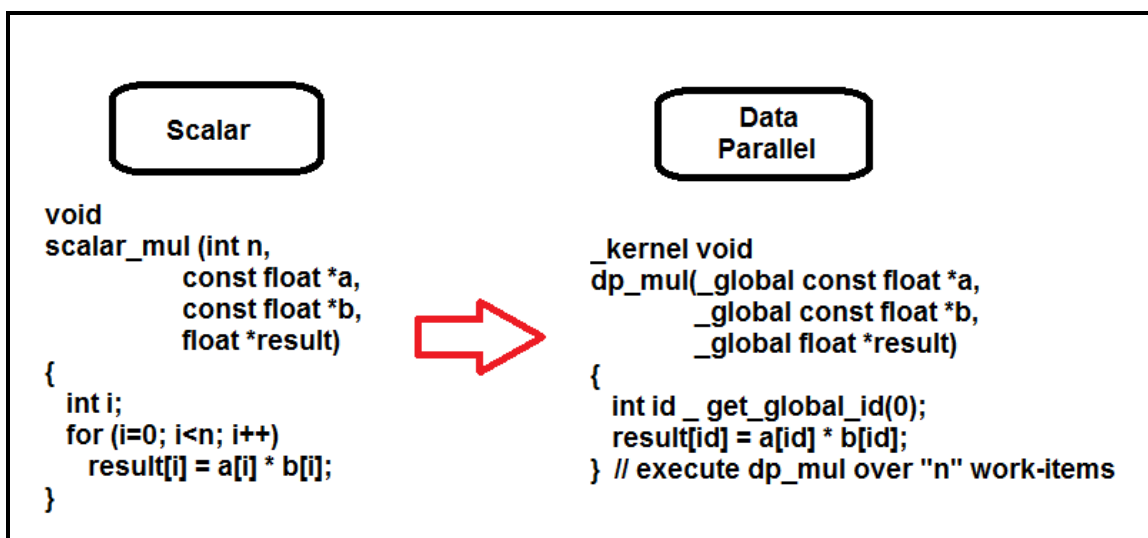 Scalar
void
scalar_mul (int n,
const float *a,
const float *b,
float *result)
{
int i;
for (i=0; i<n; i++)
result[i] = a[i] * b[i];
}
Data
Parallel
_kernel void
dp_mul(_global const float *a,
_global const float *b,
_global float *result)
{
int id _ get_global_id(0);
result[id] = a[id] * b[id];
} // execute dp_mul over "n" work-items